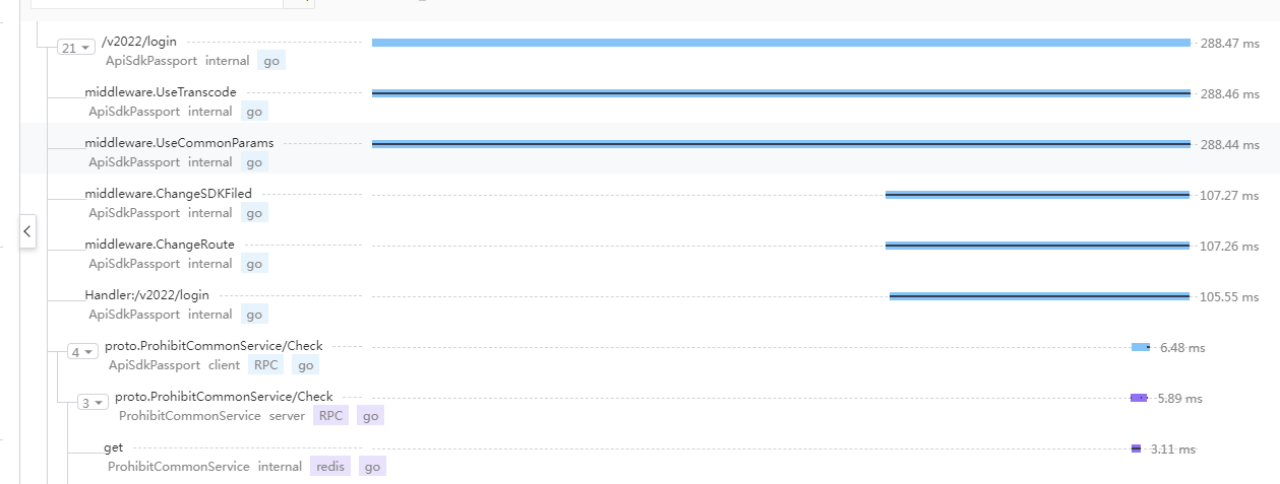 21 /v2022/login 288.47 ms
ApiSdkPassport internal go
middleware.UseTranscode 288.46 ms
ApiSdkPassport internal go
middleware.UseCommonParams 288.44 ms
ApiSdkPassport internal go
middleware.ChangeSDKFiled 107.27 ms
ApiSdkPassport internal go
middleware.ChangeRoute 107.26 ms
ApiSdkPassport internal go
Handler:/v2022/login 105.55 ms
ApiSdkPassport internal go
4 proto.ProhibitCommonService/Check 6.48 ms
ApiSdkPassport client RPC go
3 proto.ProhibitCommonService/Check 5.89 ms
ProhibitCommonService server RPC go
get 3.11 ms
ProhibitCommonService internal redis go